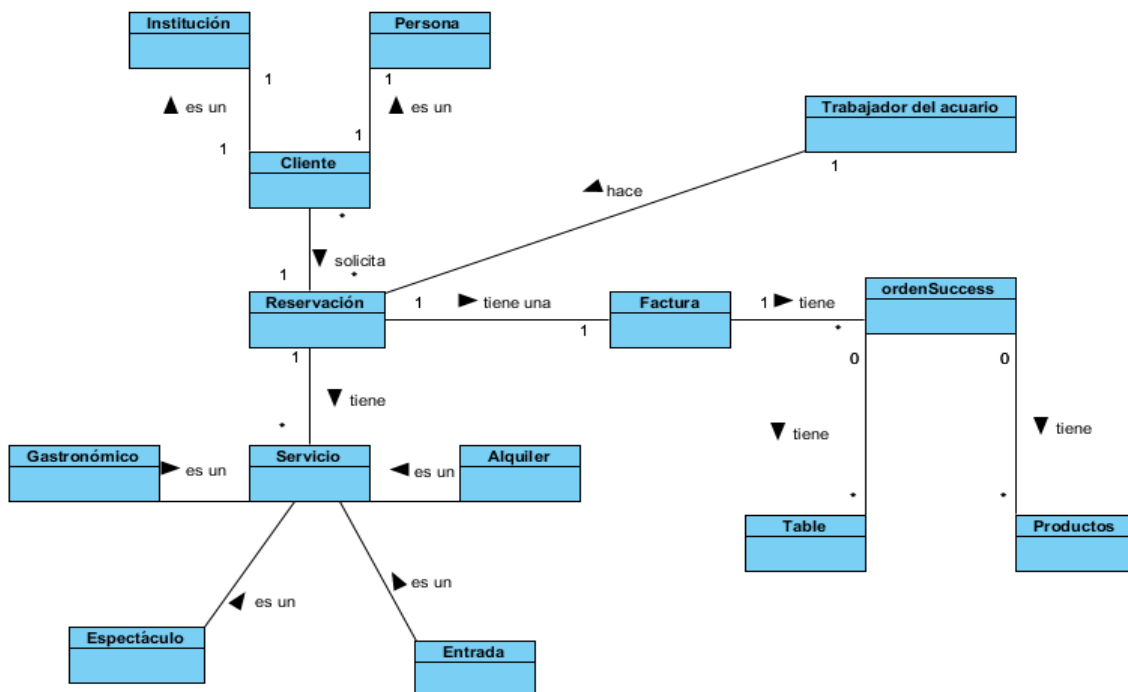 Institución
Persona
1
1
es un
es un
Trabajador del acuario
1
1
Cliente
1
hace
*
solicita
1
*
Reservación
1
tiene una
1
Factura
1
tiene
*
ordenSuccess
1
0
0
tiene
tiene
tiene
*
Gastronómico
es un
Servicio
es un
Alquiler
*
*
Table
Productos
es un
es un
Espectáculo
Entrada